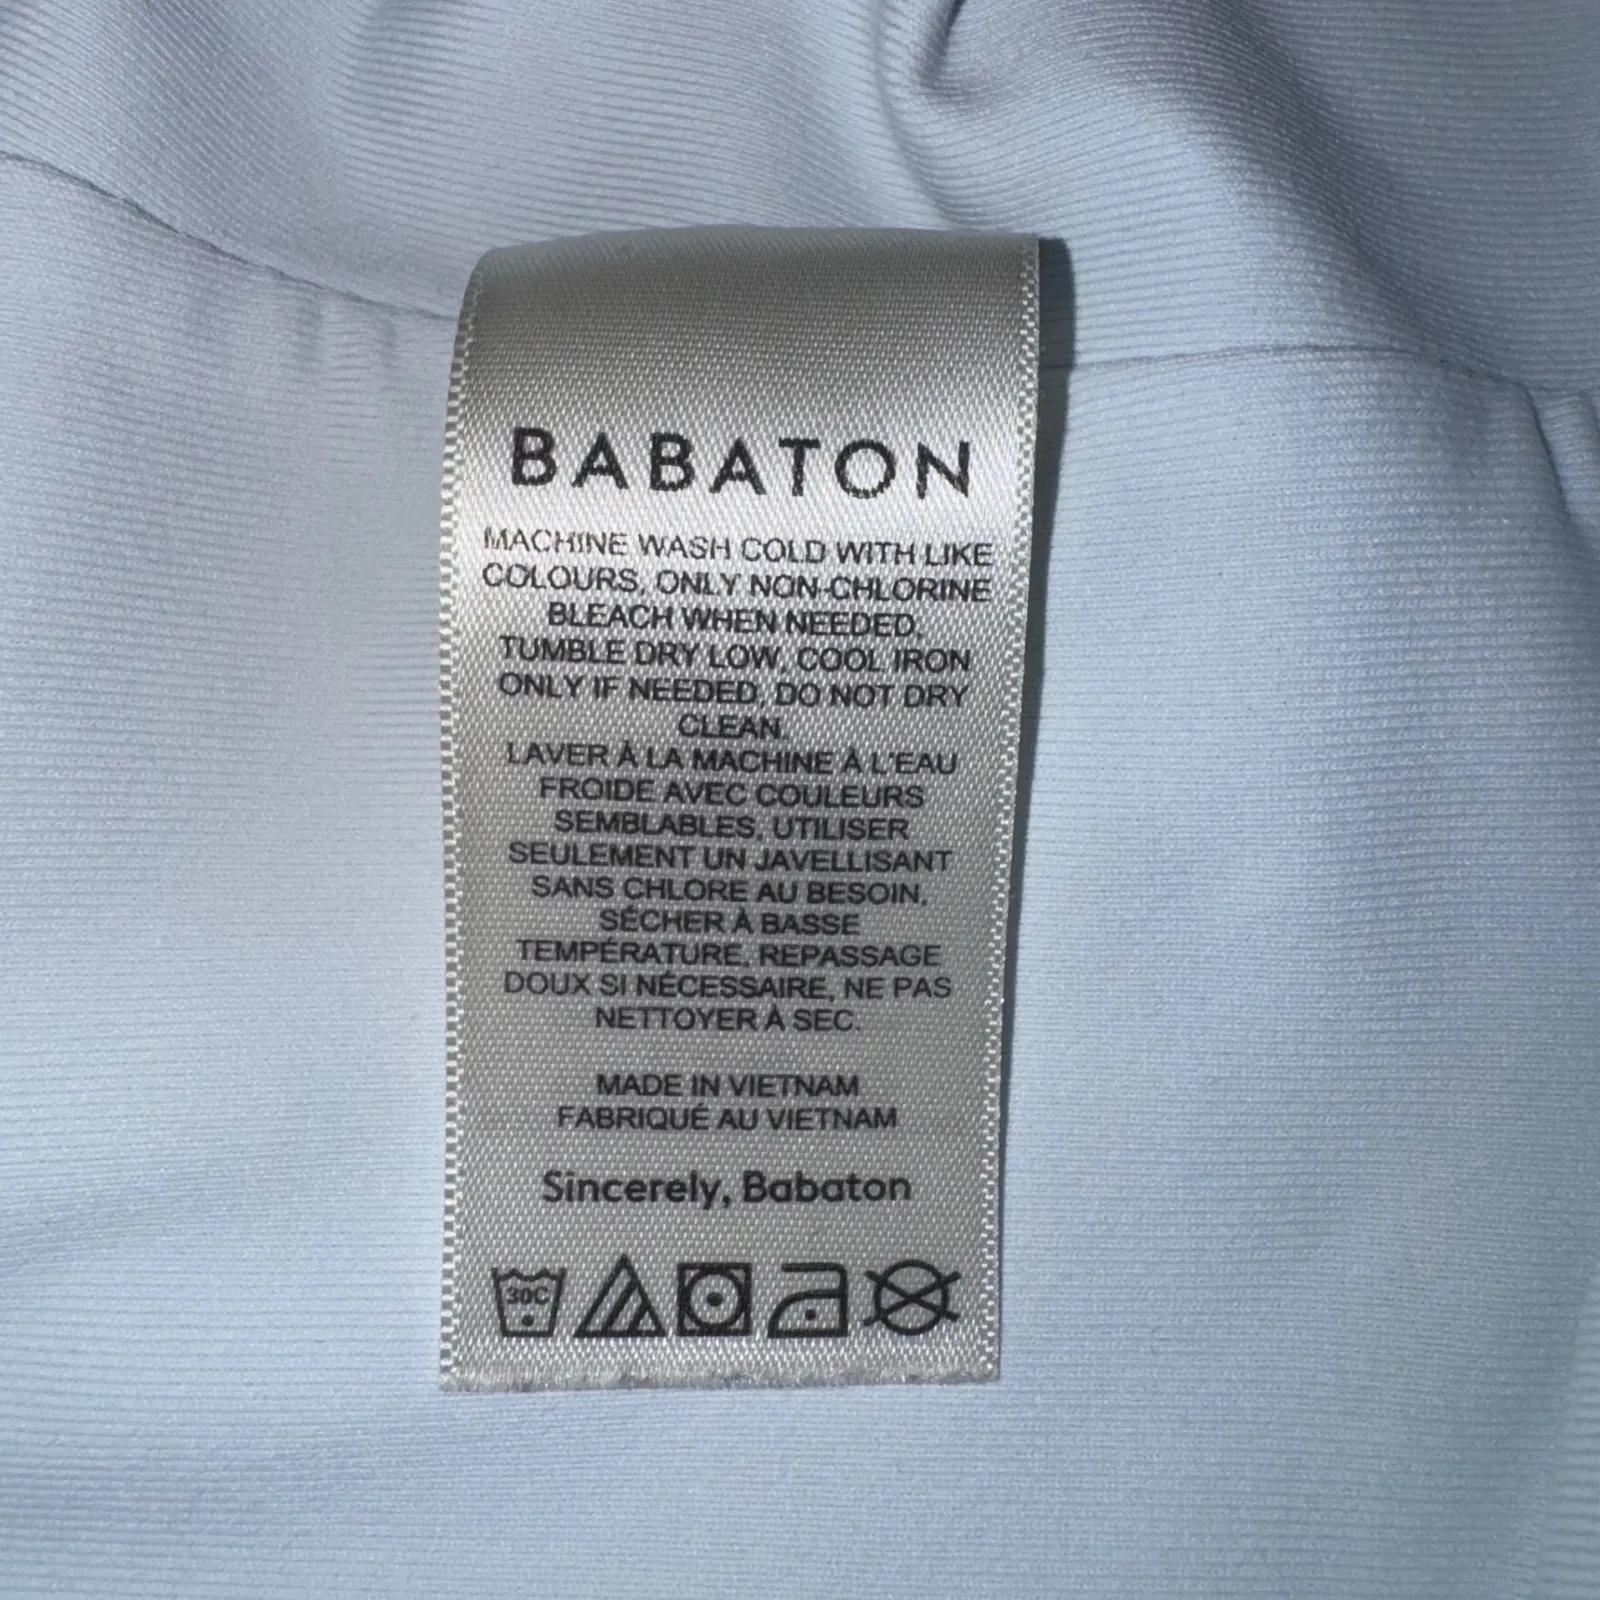 BABATON
MACHINE WASH COLD WITH LIKE
COLOURS, ONLY NON-CHLORINE
BLEACH WHEN NEEDED,
TUMBLE DRY LOW, COOL IRON
ONLY IF NEEDED, DO NOT DRY
CLEAN.
LAVER À LA MACHINE À L'EAU
FROIDE AVEC COULEURS
SEMBLABLES, UTILISER
SEULEMENT UN JAVELLISANT
SANS CHLORE AU BESOIN,
SÉCHER À BASSE
TEMPÉRATURE, REPASSAGE
DOUX SI NÉCESSAIRE, NE PAS
NETTOYER À SEC.
MADE IN VIETNAM
FABRIQUÉ AU VIETNAM
Sincerely, Babaton
30C